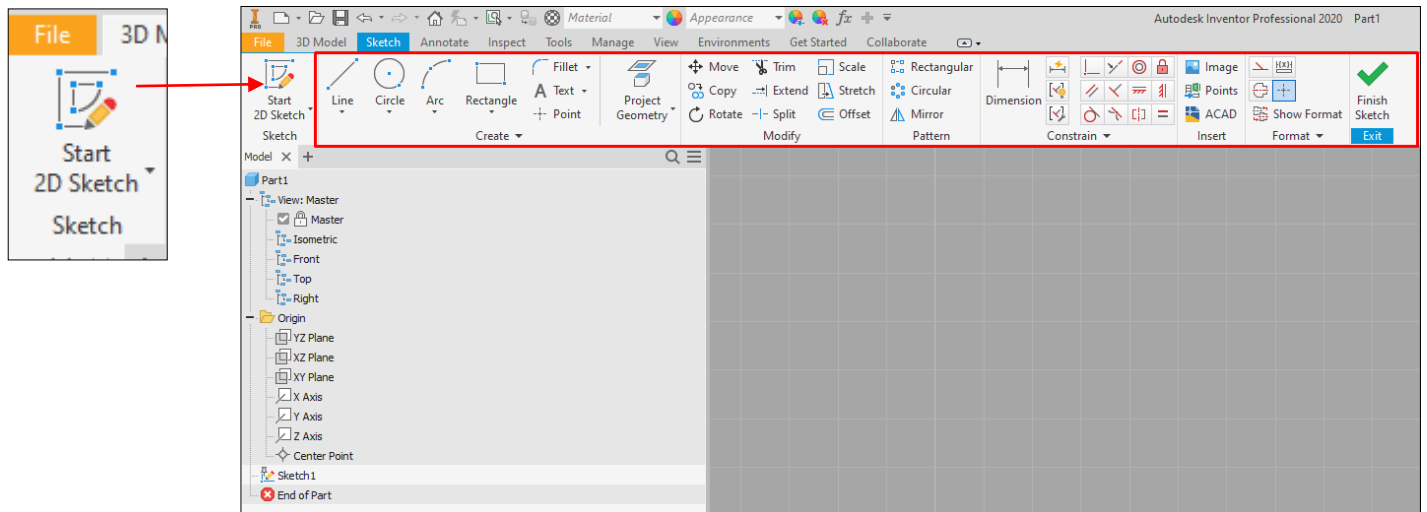 File 3D
Start
2D Sketch
Sketch
PRO
Material
Appearance
fx
Autodesk Inventor Professional 2020 Part1
File 3D Model Sketch Annotate Inspect Tools Manage View Environments Get Started Collaborate
Start
2D Sketch
Line Circle Arc Rectangle
Fillet
A Text
Point
Project
Geometry
Move Trim Scale
Copy Extend Stretch
Rotate Split Offset
Rectangular
Circular
Mirror
Dimension
Image
Points
ACAD
Show Format
Finish
Sketch
Sketch Create Modify Pattern Constrain Insert Format Exit
Model
Part1
View: Master
Master
Isometric
Front
Top
Right
Origin
YZ Plane
XZ Plane
XY Plane
X Axis
Y Axis
Z Axis
Center Point
Sketch1
End of Part